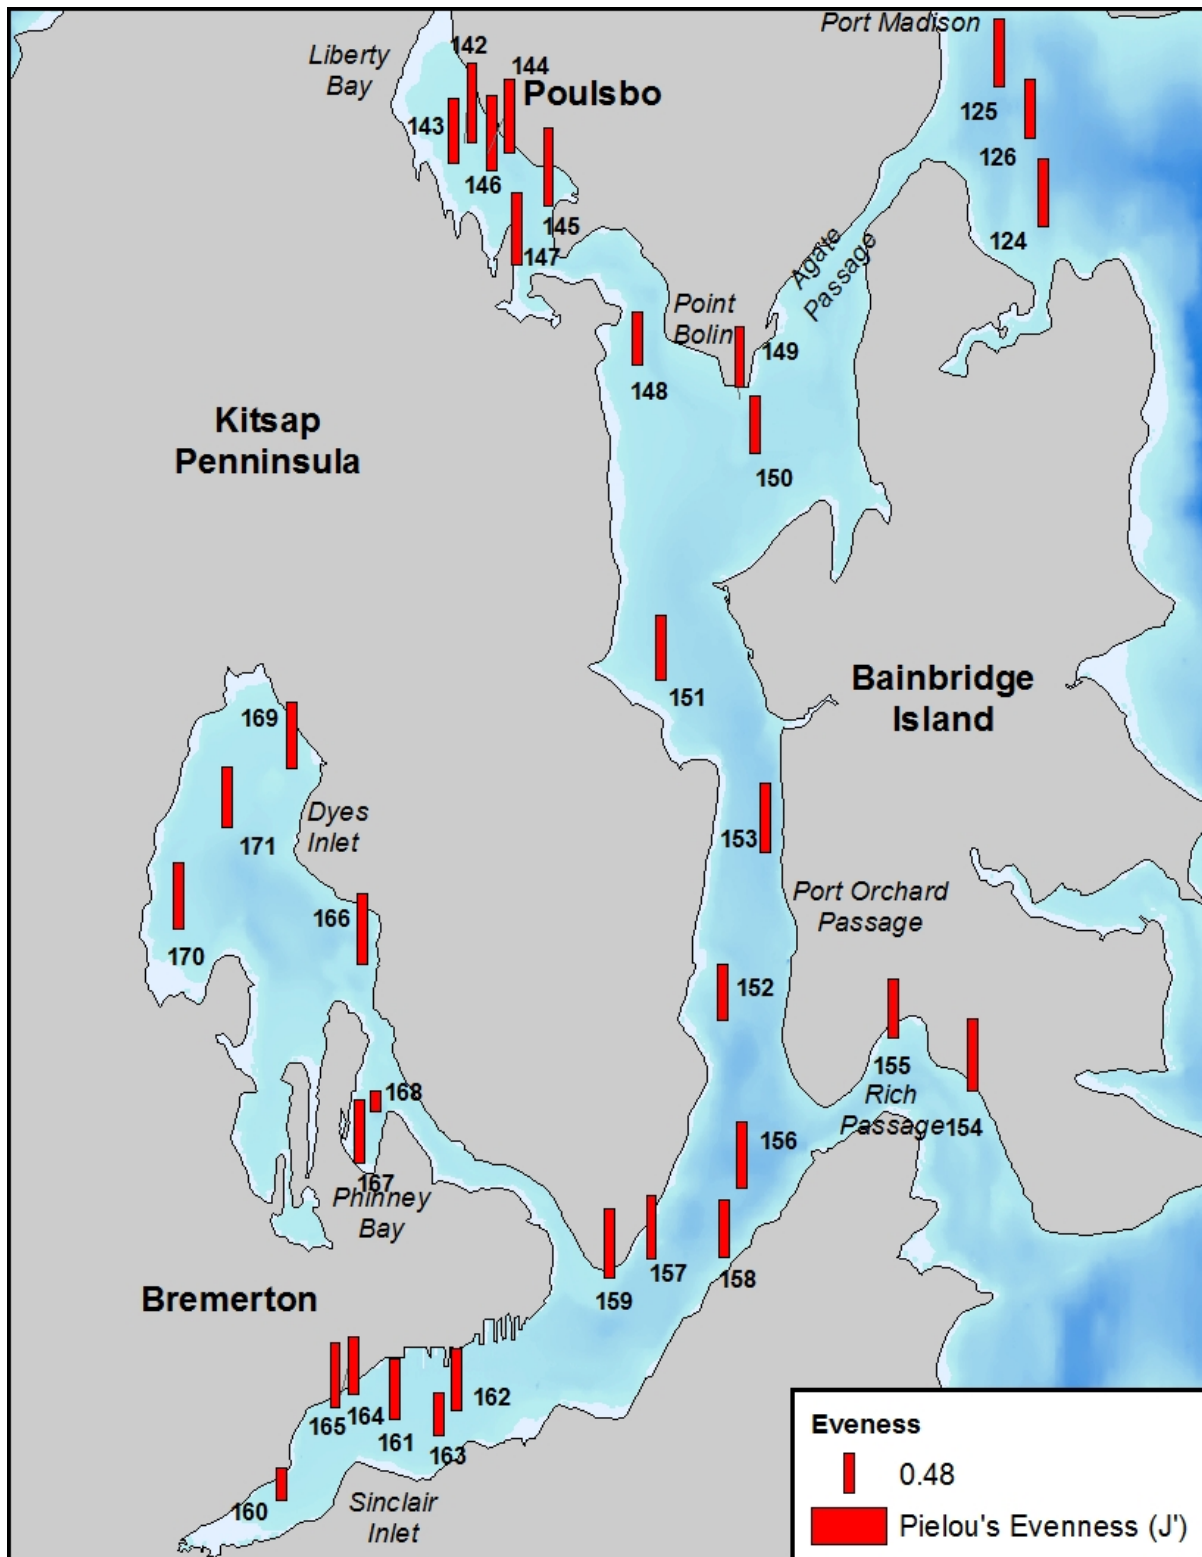 Port Madison
Liberty
Bay
142
144
Poulsbo
143
125
126
146
145
124
147
Agate
Passage
Point
Bolin
149
148
150
Kitsap
Penninsula
151
Bainbridge
Island
169
Dyes
Inlet
171
153
Port Orchard
Passage
166
170
152
155
168
Rich
Passage
154
156
167
Phinney
Bay
157
158
159
Bremerton
162
165
164
161
163
160
Sinclair
Inlet
Eveness
0.48
Pielou's Evenness (J')